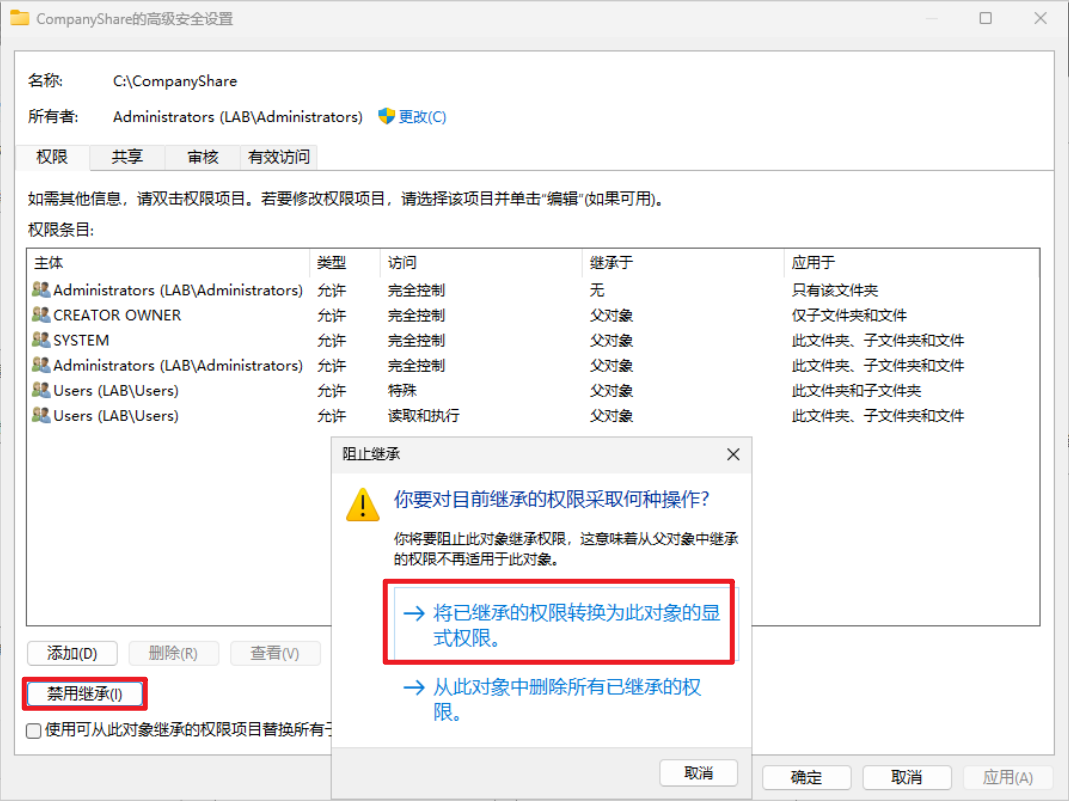 CompanyShare的高级安全设置
名称: C:\CompanyShare
所有者: Administrators (LAB\Administrators) 更改(C)
权限 共享 审核 有效访问
如需其他信息，请双击权限项目。若要修改权限项目，请选择该项目并单击“编辑”(如果可用)。
权限条目:
主体 类型 访问 继承于 应用于
Administrators (LAB\Administrators) 允许 完全控制 无 只有该文件夹
CREATOR OWNER 允许 完全控制 父对象 仅子文件夹和文件
SYSTEM 允许 完全控制 父对象 此文件夹、子文件夹和文件
Administrators (LAB\Administrators) 允许 完全控制 父对象 此文件夹、子文件夹和文件
Users (LAB\Users) 允许 特殊 父对象 此文件夹和子文件夹
Users (LAB\Users) 允许 读取和执行 父对象 此文件夹、子文件夹和文件
阻止继承
你要对目前继承的权限采取何种操作?
你将要阻止此对象继承权限，这意味着从父对象中继承
的权限不再适用于此对象。
将已继承的权限转换为此对象的显
式权限。
从此对象中删除所有已继承的权
限。
取消
添加(D) 删除(R) 查看(V)
禁用继承(I)
使用可从此对象继承的权限项目替换所有
确定 取消 应用(A)